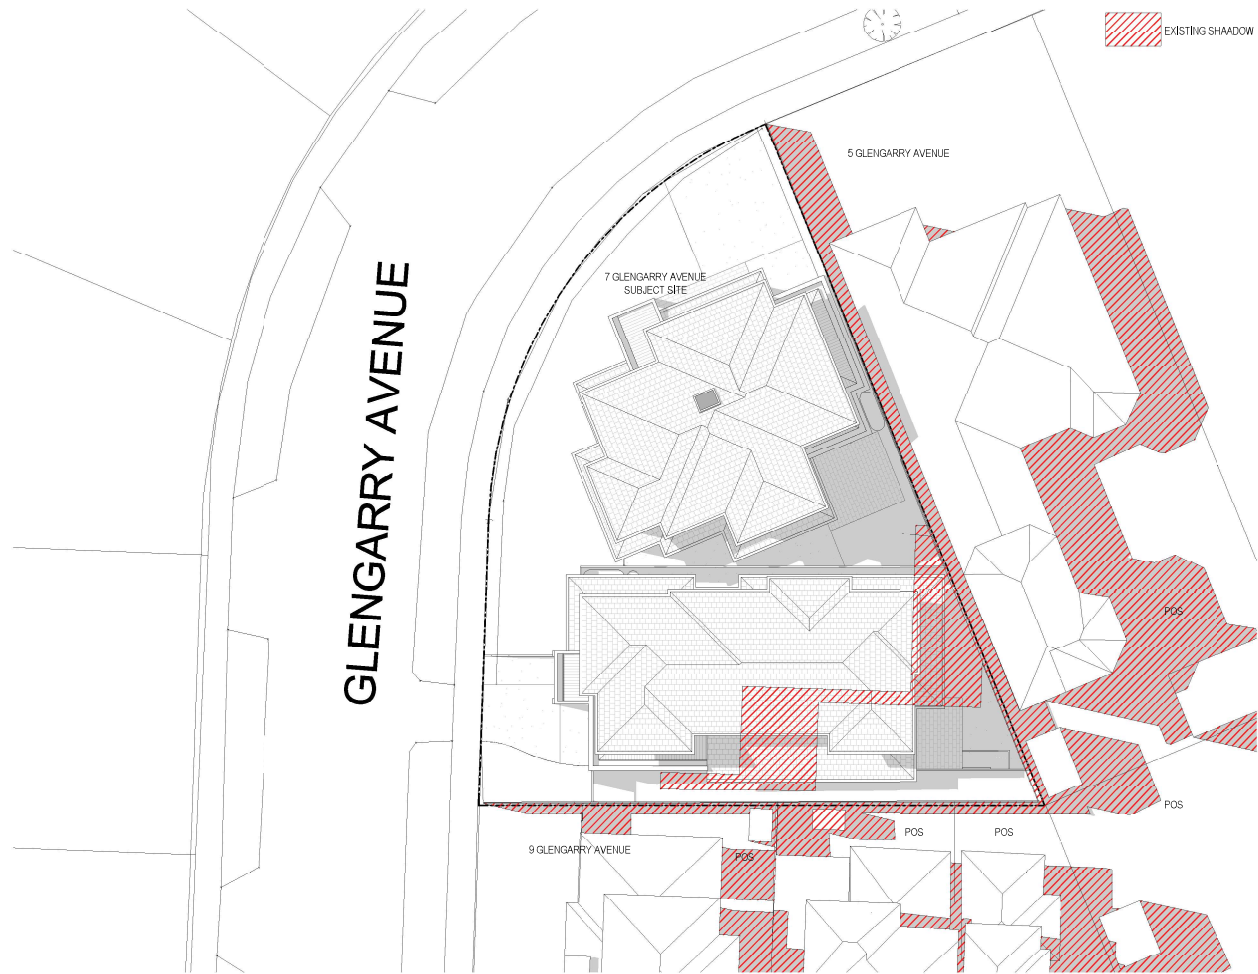 EXISTING SHAADOW
5 GLENGARRY AVENUE
7 GLENGARRY AVENUE
SUBJECT SITE
GLENGARRY AVENUE
POS
POS
POS
POS
9 GLENGARRY AVENUE
POS